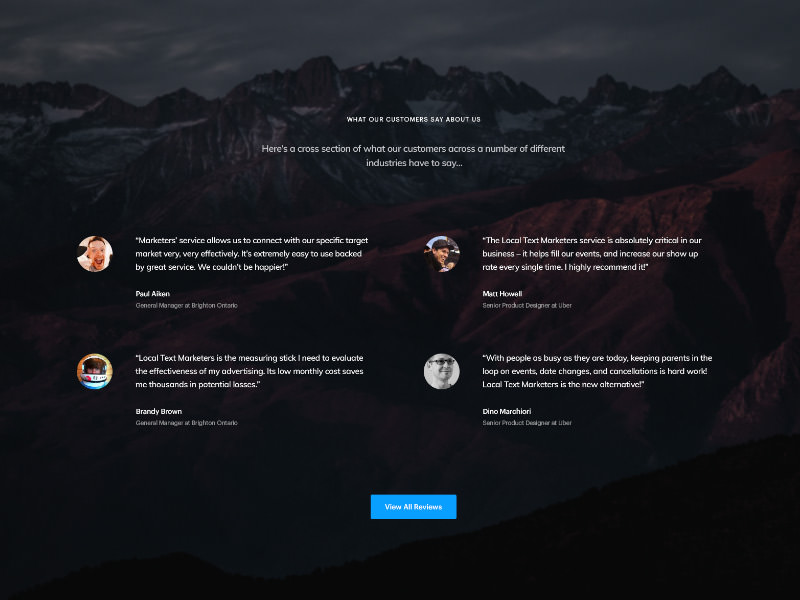 WHAT OUR CUSTOMERS SAY ABOUT US
Here's a cross section of what our customers across a number of different
industries have to say...
“Marketers' service allows us to connect with our specific target
market very, very effectively. It's extremely easy to use backed
by great service. We couldn't be happier!”
Paul Aiken
General Manager at Brighton Ontario
“The Local Text Marketers service is absolutely critical in our
business – it helps fill our events, and increase our show up
rate every single time. I highly recommend it!”
Matt Howell
Senior Product Designer at Uber
“Local Text Marketers is the measuring stick I need to evaluate
the effectiveness of my advertising. Its low monthly cost saves
me thousands in potential losses.”
Brandy Brown
General Manager at Brighton Ontario
“With people as busy as they are today, keeping parents in the
loop on events, date changes, and cancellations is hard work!
Local Text Marketers is the new alternative!”
Dino Marchiori
Senior Product Designer at Uber
View All Reviews